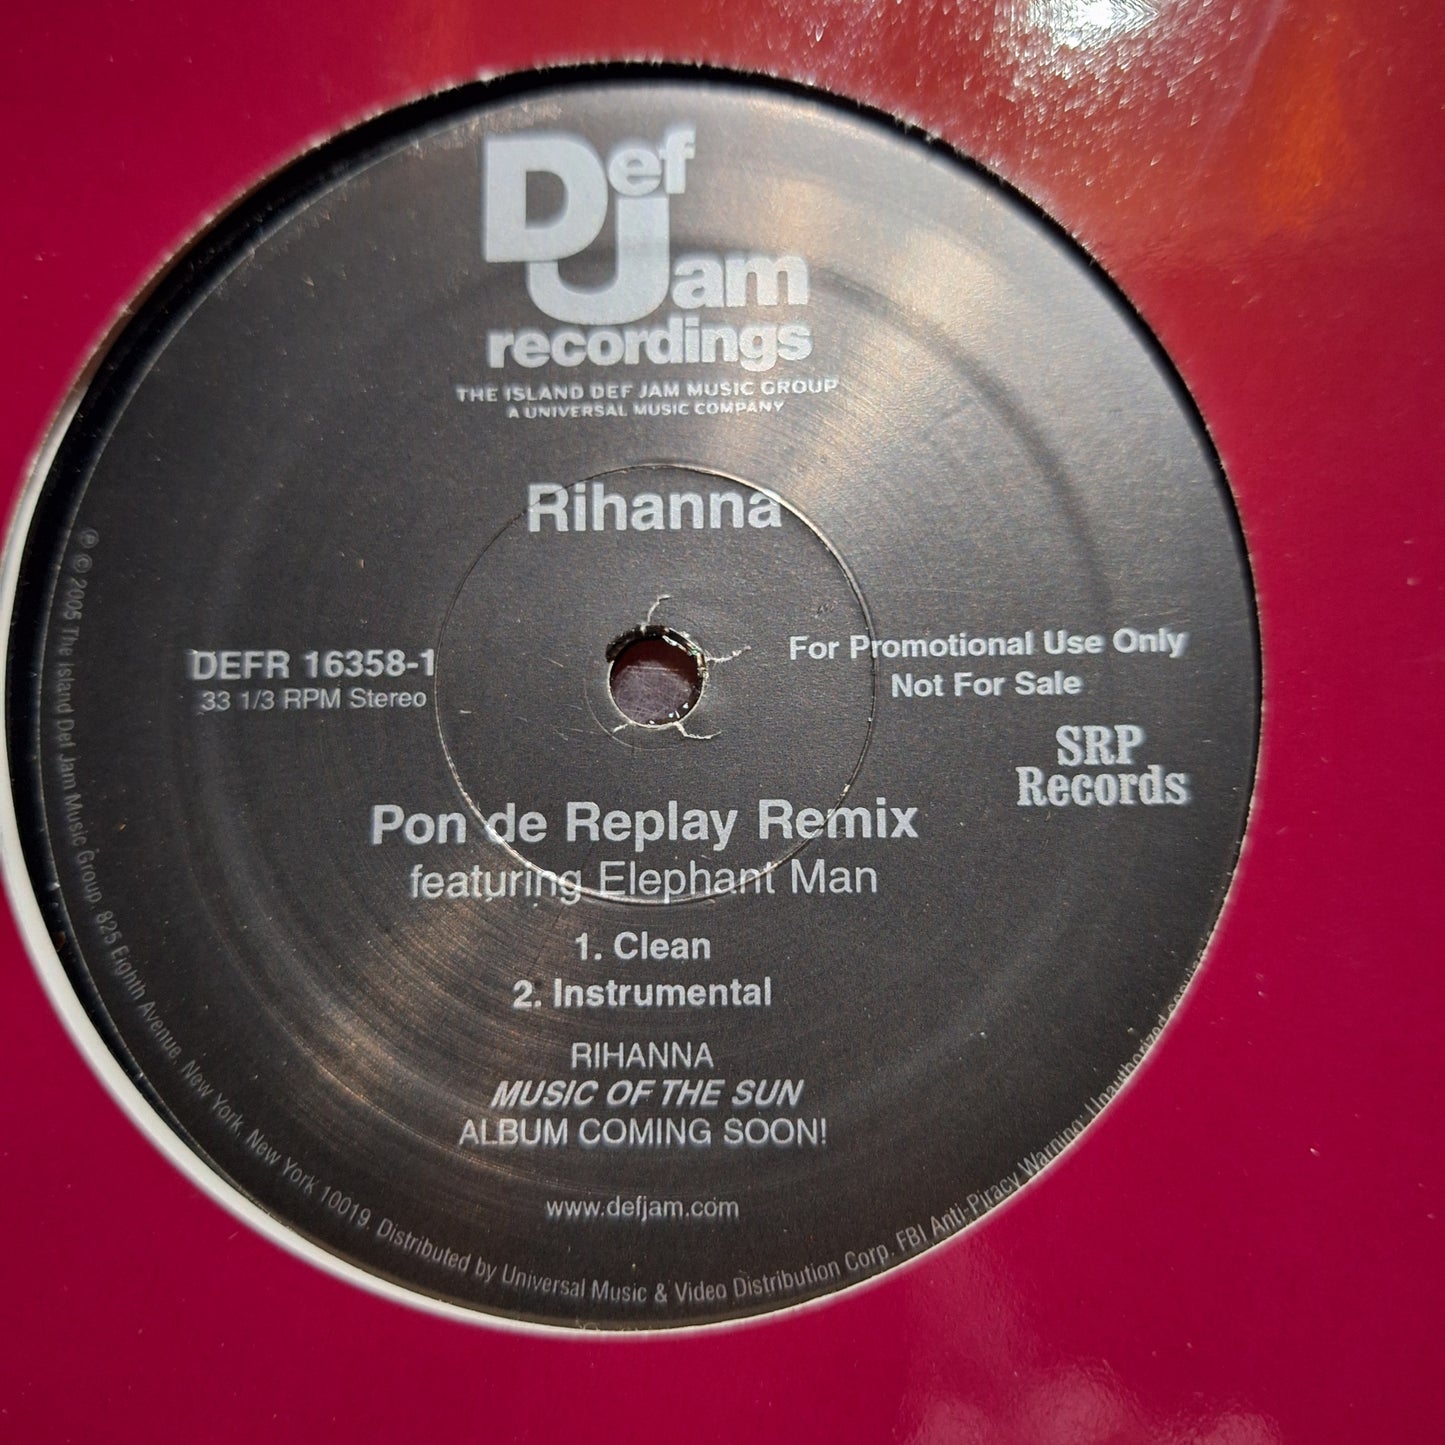 Def
Jam
recordings
THE ISLAND DEF JAM MUSIC GROUP
A UNIVERSAL MUSIC COMPANY
Rihanna
DEFR 16358-1
33 1/3 RPM Stereo
For Promotional Use Only
Not For Sale
SRP
Records
Pon de Replay Remix
featuring Elephant Man
1. Clean
2. Instrumental
RIHANNA
MUSIC OF THE SUN
ALBUM COMING SOON!
www.defjam.com
℗ © 2005 The Island Def Jam Music Group, 825 Eighth Avenue, New York, New York 10019. Distributed by Universal Music & Video Distribution Corp. FBI Anti-Piracy Warning: Unauthorized